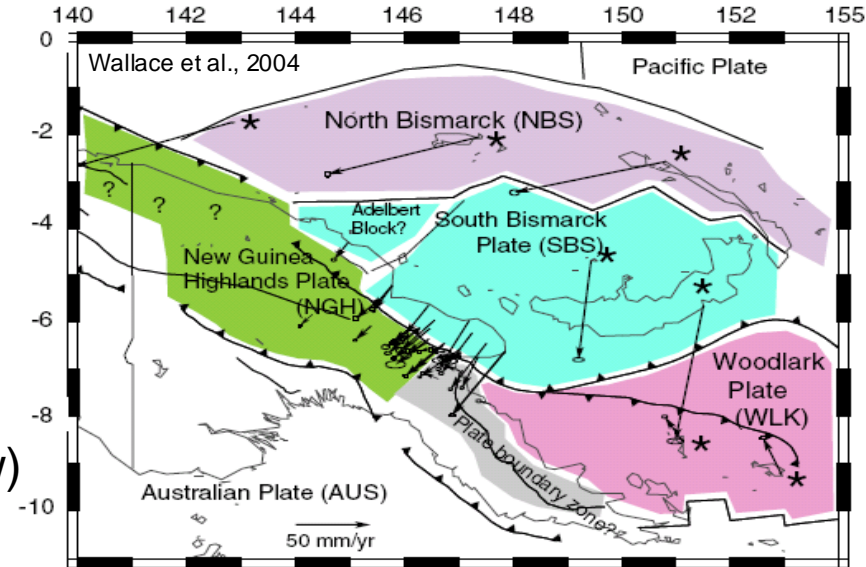 140 142 144 146 148 150 152 155
0
Wallace et al., 2004
Pacific Plate
-2
North Bismarck (NBS)
? ? ?
Adelbert
Block?
-4
South Bismarck
Plate (SBS)
New Guinea
Highlands Plate
(NGH)
-6
Woodlark
Plate
(WLK)
-8
Plate boundary zone?
Australian Plate (AUS)
-10
50 mm/yr